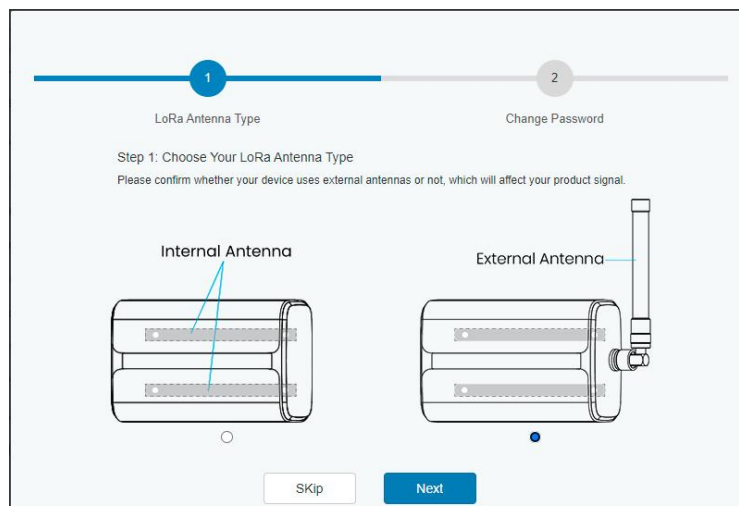 1
2
LoRa Antenna Type
Change Password
Step 1: Choose Your LoRa Antenna Type
Please confirm whether your device uses external antennas or not, which will affect your product signal.
Internal Antenna
External Antenna
SKip
Next